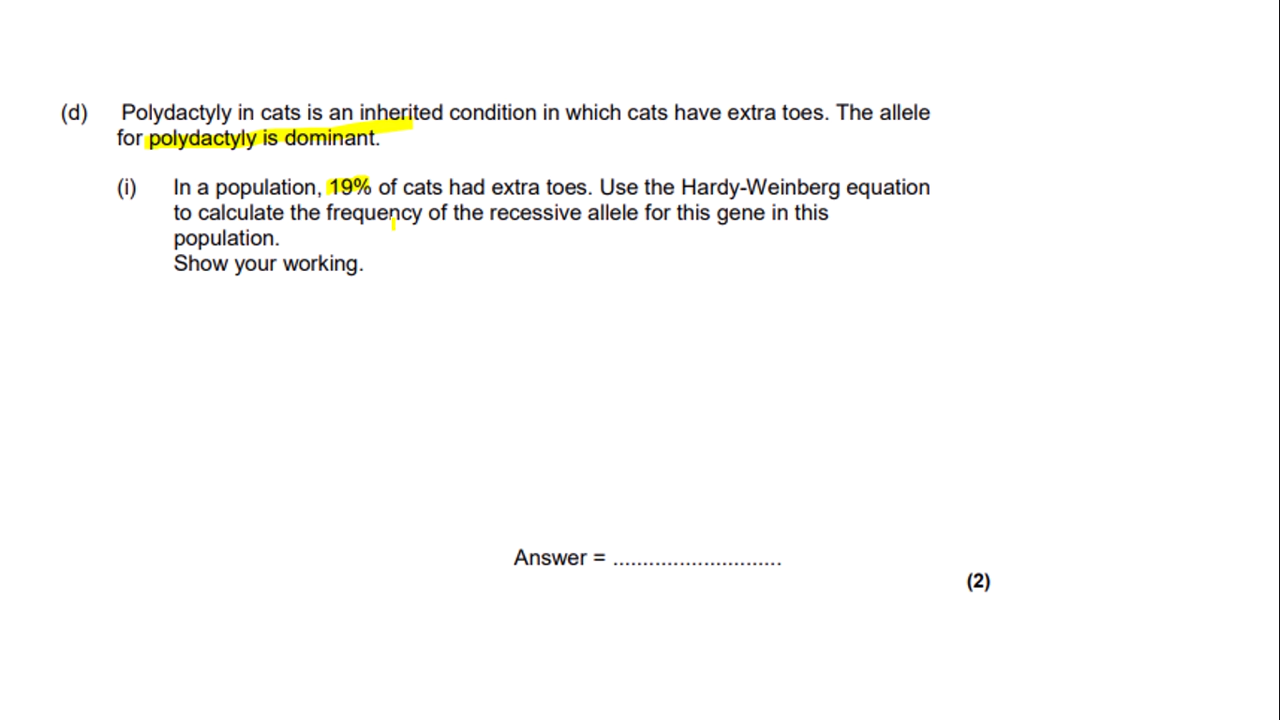 (d) Polydactyly in cats is an inherited condition in which cats have extra toes. The allele
for polydactyly is dominant.
(i) In a population, 19% of cats had extra toes. Use the Hardy-Weinberg equation
to calculate the frequency of the recessive allele for this gene in this
population.
Show your working.
Answer = ............................
(2)